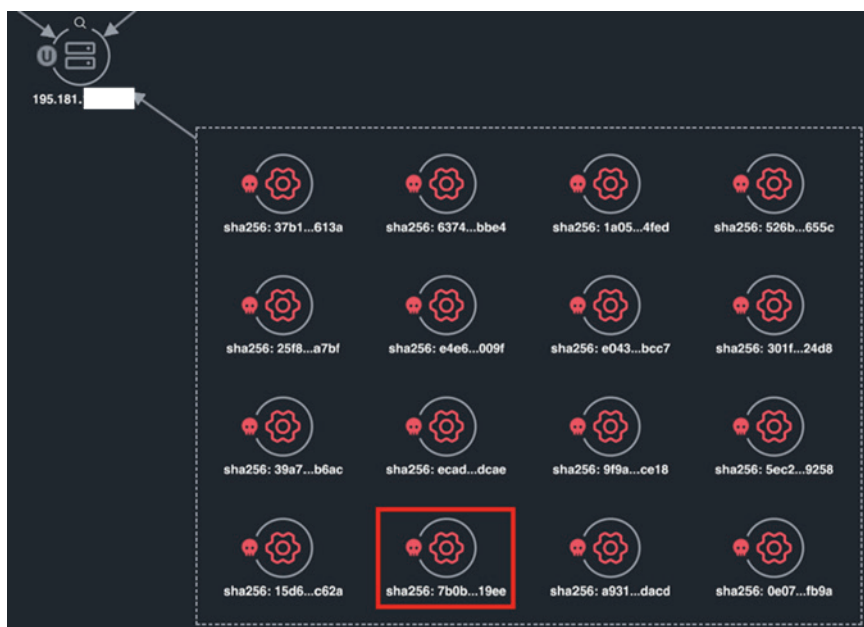 U
195.181.
sha256: 37b1...613a
sha256: 6374...bbe4
sha256: 1a05...4fed
sha256: 526b...655c
sha256: 25f8...a7bf
sha256: e4e6...009f
sha256: e043...bcc7
sha256: 301f...24d8
sha256: 39a7...b6ac
sha256: ecad...dcae
sha256: 9f9a...ce18
sha256: 5ec2...9258
sha256: 15d6...c62a
sha256: 7b0b...19ee
sha256: a931...dacd
sha256: 0e07...fb9a